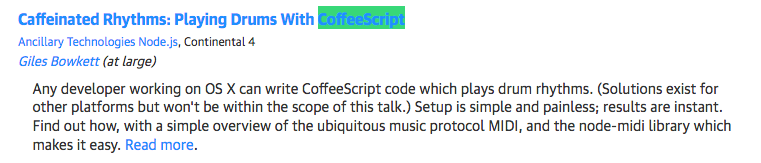 Caffeinated Rhythms: Playing Drums With CoffeeScript
Ancillary Technologies Node.js, Continental 4
Giles Bowkett (at large)
Any developer working on OS X can write CoffeeScript code which plays drum rhythms. (Solutions exist for
other platforms but won't be within the scope of this talk.) Setup is simple and painless; results are instant.
Find out how, with a simple overview of the ubiquitous music protocol MIDI, and the node-midi library which
makes it easy. Read more.